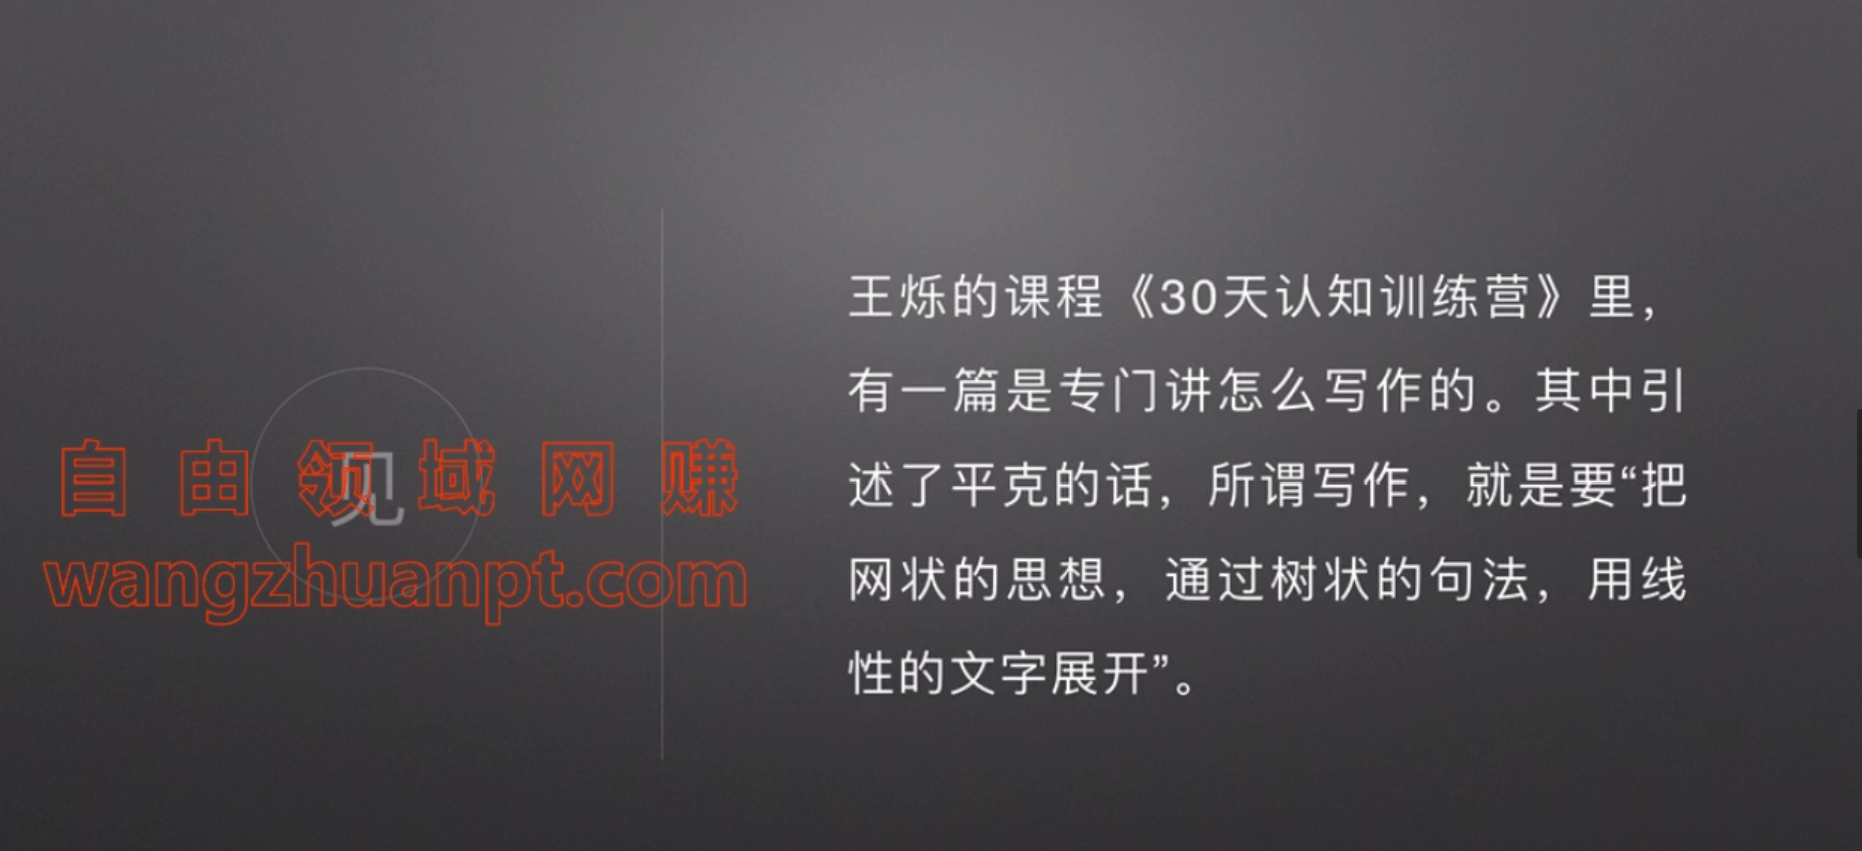 自由领域网赚
见
wangzhuanpt.com
王烁的课程《30天认知训练营》里，
有一篇是专门讲怎么写作的。其中引
述了平克的话，所谓写作，就是要“把
网状的思想，通过树状的句法，用线
性的文字展开”。